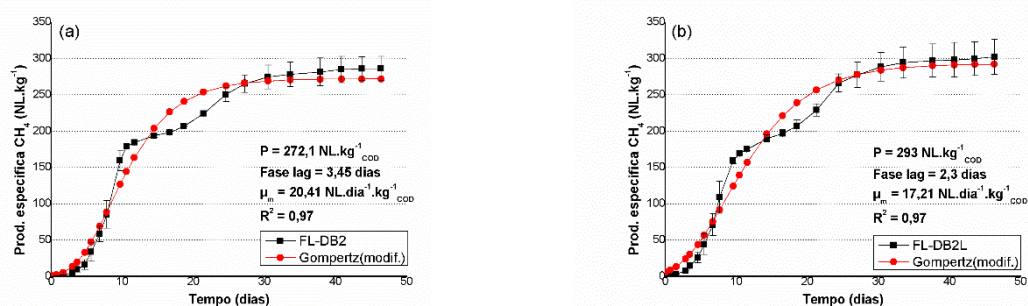 (a)
Prod. especifica CH₄ (NL.kg⁻¹)
350
300
250
200
150
100
50
0
P = 272,1 NL.kg⁻¹COD
Fase lag = 3,45 dias
μm = 20,41 NL.dia⁻¹.kg⁻¹COD
R² = 0,97
FL-DB2
Gompertz(modif.)
0 10 20 30 40 50
Tempo (dias)
(b)
Prod. especifica CH₄ (NL.kg⁻¹)
350
300
250
200
150
100
50
0
P = 293 NL.kg⁻¹COD
Fase lag = 2,3 dias
μm = 17,21 NL.dia⁻¹.kg⁻¹COD
R² = 0,97
FL-DB2L
Gompertz(modif.)
0 10 20 30 40 50
Tempo (dias)